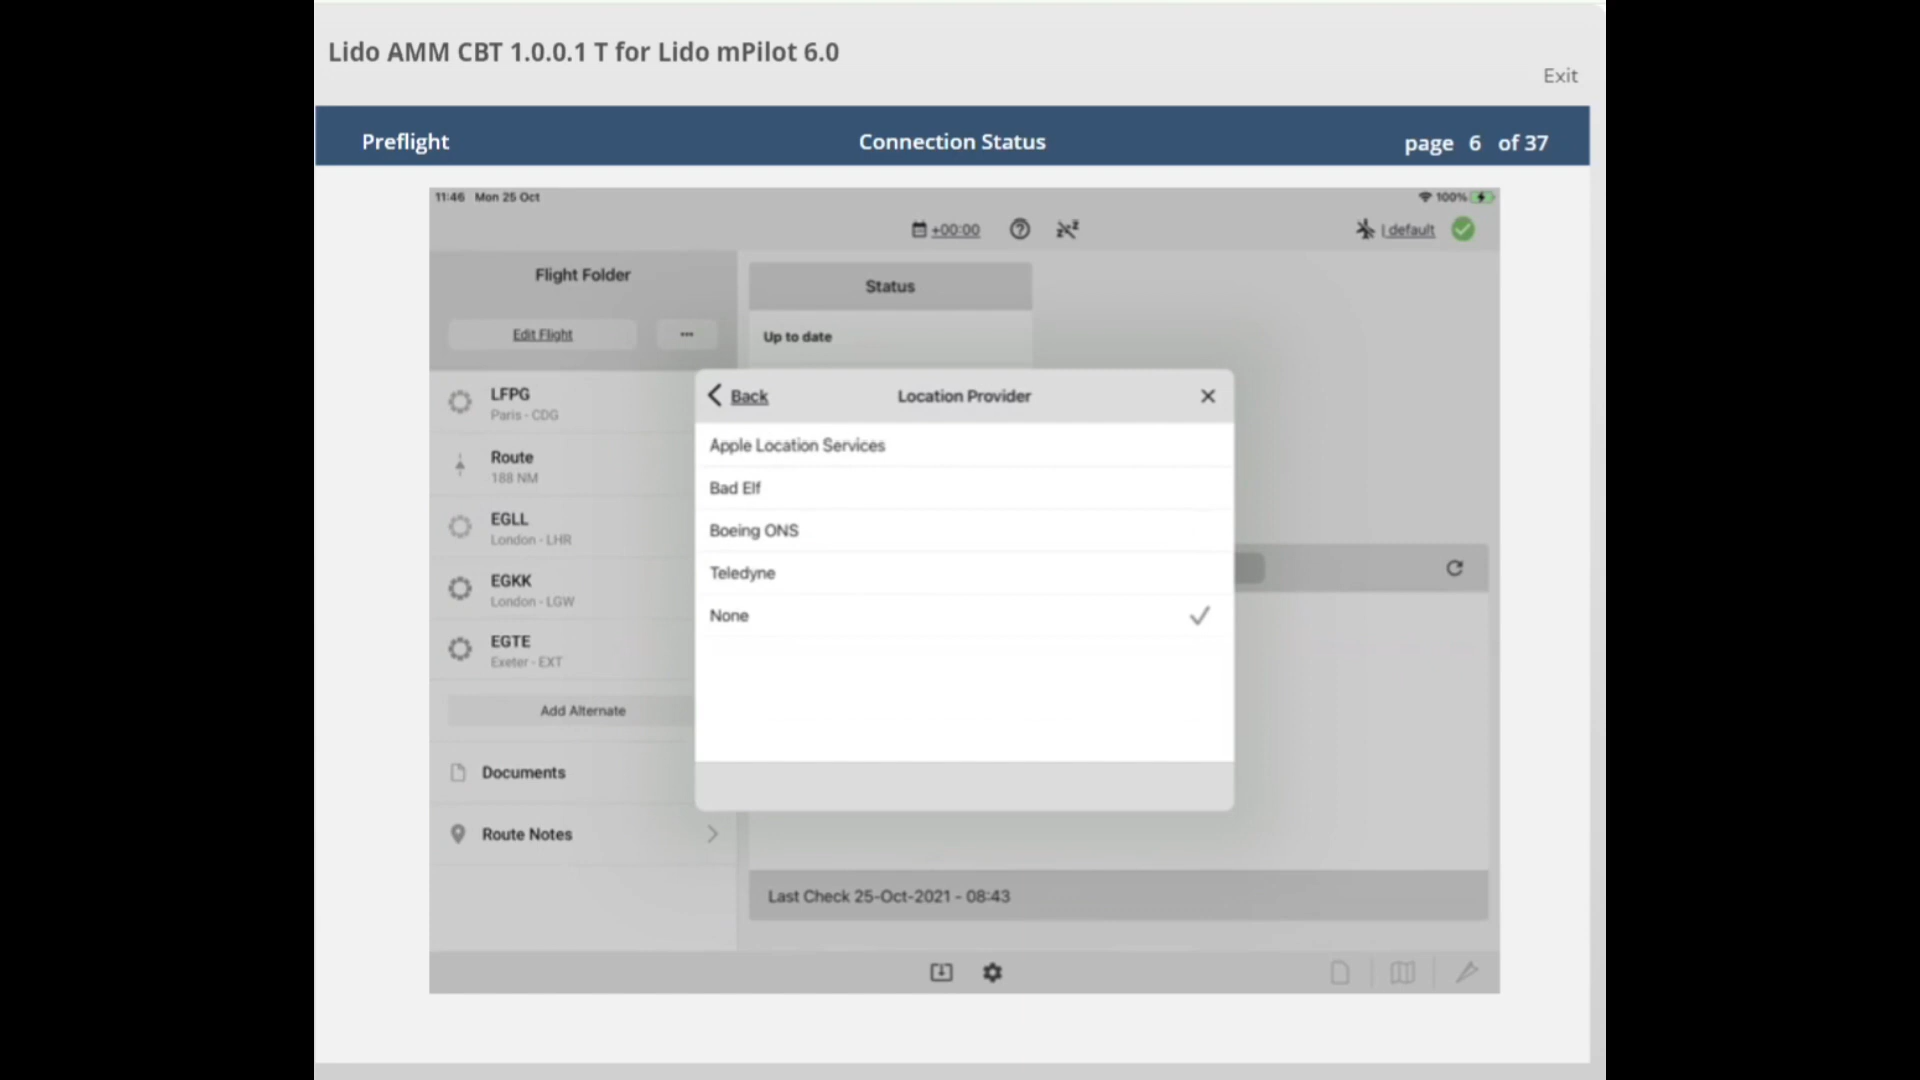 Lido AMM CBT 1.0.0.1 T for Lido mPilot 6.0
Exit
Preflight
Connection Status
page 6 of 37
11:46 Mon 25 Oct
100%
+00:00
default
Flight Folder
Edit Flight
...
Status
Up to date
LFPG
Paris - CDG
Route
188 NM
EGLL
London - LHR
EGKK
London - LGW
EGTE
Exeter - EXT
Add Alternate
Documents
Route Notes
Back
Location Provider
Apple Location Services
Bad Elf
Boeing ONS
Teledyne
None
Last Check 25-Oct-2021 - 08:43